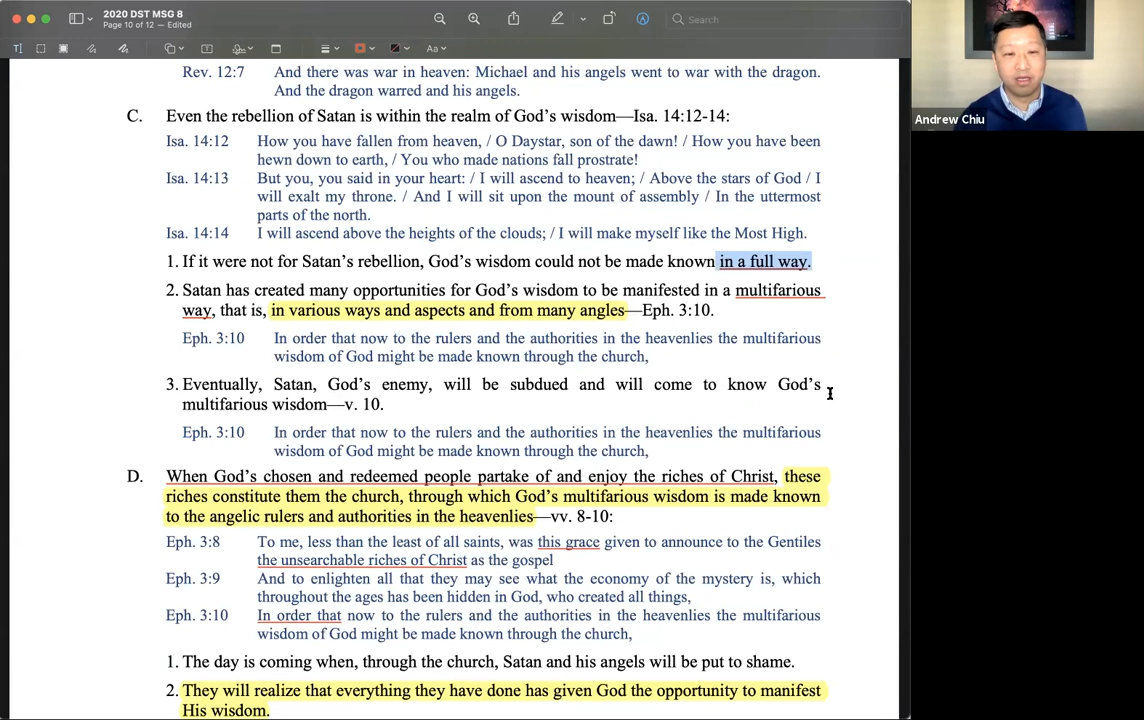 2020 DST MSG 8
Page 10 of 12 — Edited
Search
Aa
Rev. 12:7 And there was war in heaven: Michael and his angels went to war with the dragon.
And the dragon warred and his angels.
C. Even the rebellion of Satan is within the realm of God's wisdom—Isa. 14:12-14:
Isa. 14:12 How you have fallen from heaven, / O Daystar, son of the dawn! / How you have been
hewn down to earth, / You who made nations fall prostrate!
Isa. 14:13 But you, you said in your heart: / I will ascend to heaven; / Above the stars of God / I
will exalt my throne. / And I will sit upon the mount of assembly / In the uttermost
parts of the north.
Isa. 14:14 I will ascend above the heights of the clouds; / I will make myself like the Most High.
1. If it were not for Satan's rebellion, God's wisdom could not be made known in a full way.
2. Satan has created many opportunities for God's wisdom to be manifested in a multifarious
way, that is, in various ways and aspects and from many angles—Eph. 3:10.
Eph. 3:10 In order that now to the rulers and the authorities in the heavenlies the multifarious
wisdom of God might be made known through the church,
3. Eventually, Satan, God's enemy, will be subdued and will come to know God's
multifarious wisdom—v. 10.
Eph. 3:10 In order that now to the rulers and the authorities in the heavenlies the multifarious
wisdom of God might be made known through the church,
D. When God's chosen and redeemed people partake of and enjoy the riches of Christ, these
riches constitute them the church, through which God's multifarious wisdom is made known
to the angelic rulers and authorities in the heavenlies—vv. 8-10:
Eph. 3:8 To me, less than the least of all saints, was this grace given to announce to the Gentiles
the unsearchable riches of Christ as the gospel
Eph. 3:9 And to enlighten all that they may see what the economy of the mystery is, which
throughout the ages has been hidden in God, who created all things,
Eph. 3:10 In order that now to the rulers and the authorities in the heavenlies the multifarious
wisdom of God might be made known through the church,
1. The day is coming when, through the church, Satan and his angels will be put to shame.
2. They will realize that everything they have done has given God the opportunity to manifest
His wisdom.
Andrew Chiu